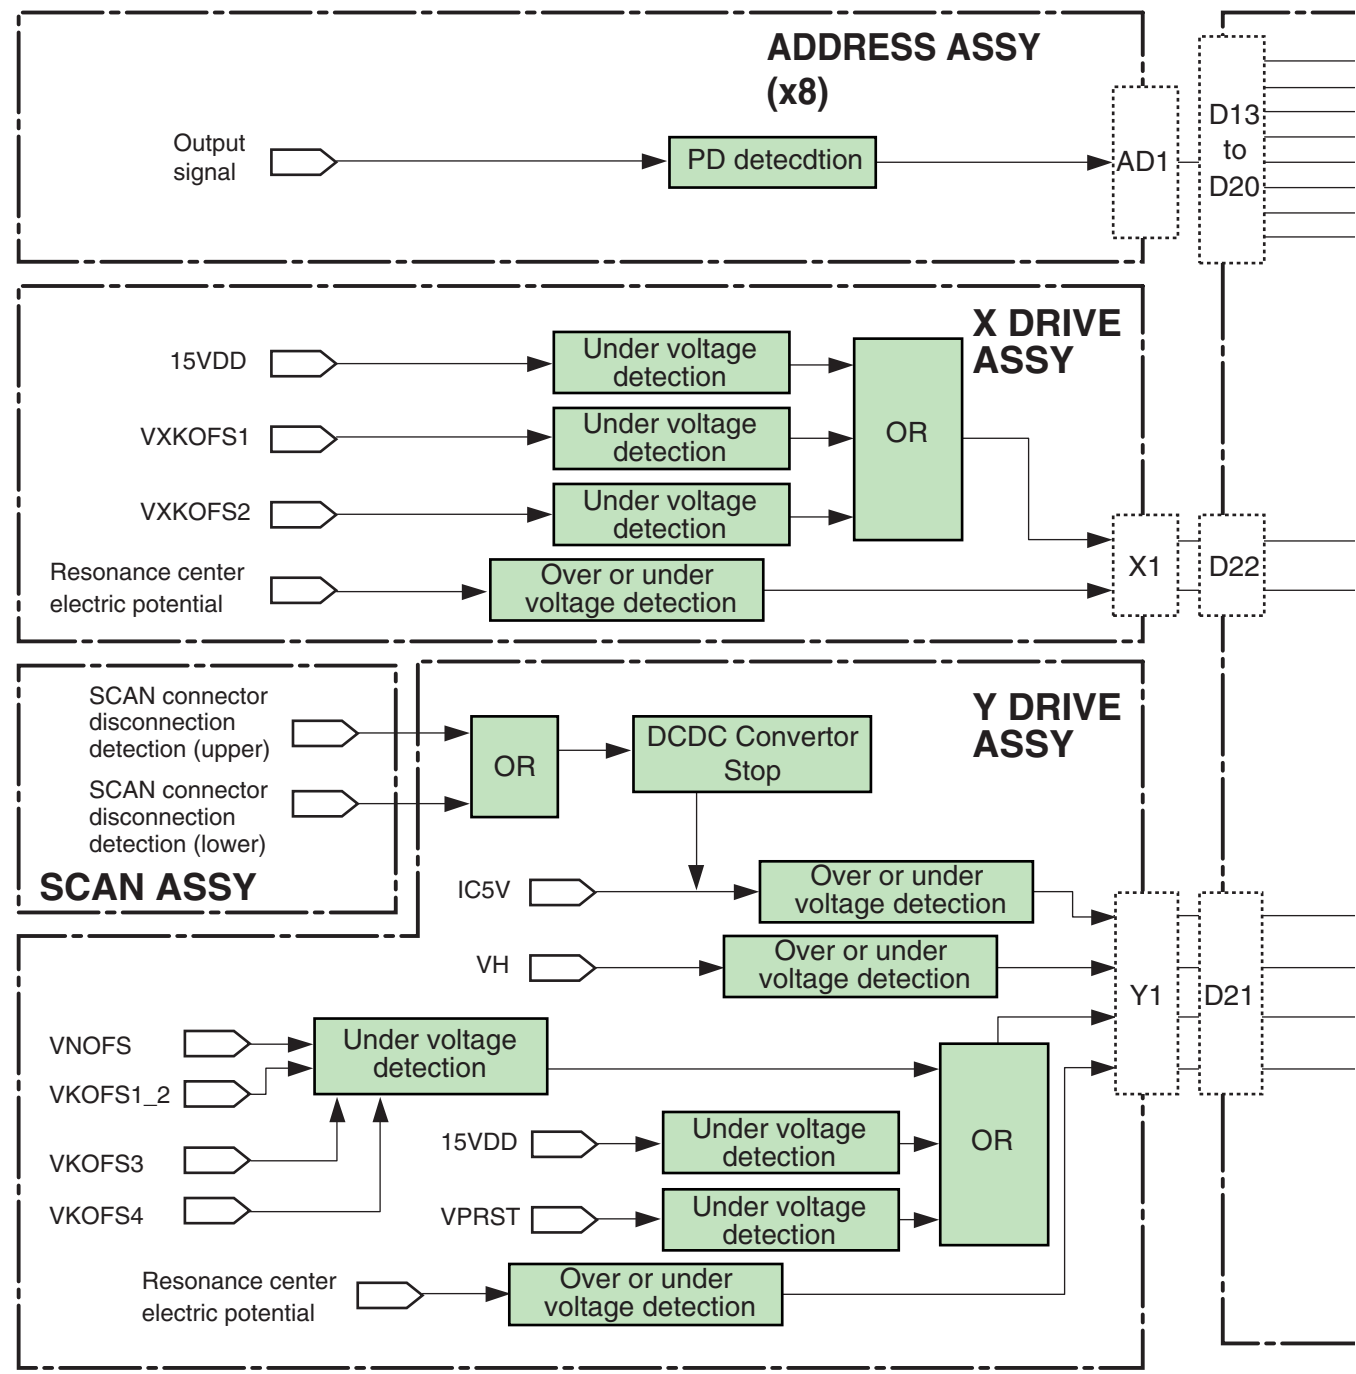 ADDRESS ASSY
(x8)
Output
signal
PD detecdtion
AD1
D13
to
D20
X DRIVE
ASSY
15VDD
Under voltage
detection
VXKOFS1
Under voltage
detection
OR
VXKOFS2
Under voltage
detection
Resonance center
electric potential
Over or under
voltage detection
X1
D22
SCAN connector
disconnection
detection (upper)
SCAN connector
disconnection
detection (lower)
SCAN ASSY
OR
DCDC Convertor
Stop
Y DRIVE
ASSY
IC5V
Over or under
voltage detection
VH
Over or under
voltage detection
Y1
D21
VNOFS
VKOFS1_2
Under voltage
detection
VKOFS3
VKOFS4
15VDD
Under voltage
detection
OR
VPRST
Under voltage
detection
Resonance center
electric potential
Over or under
voltage detection